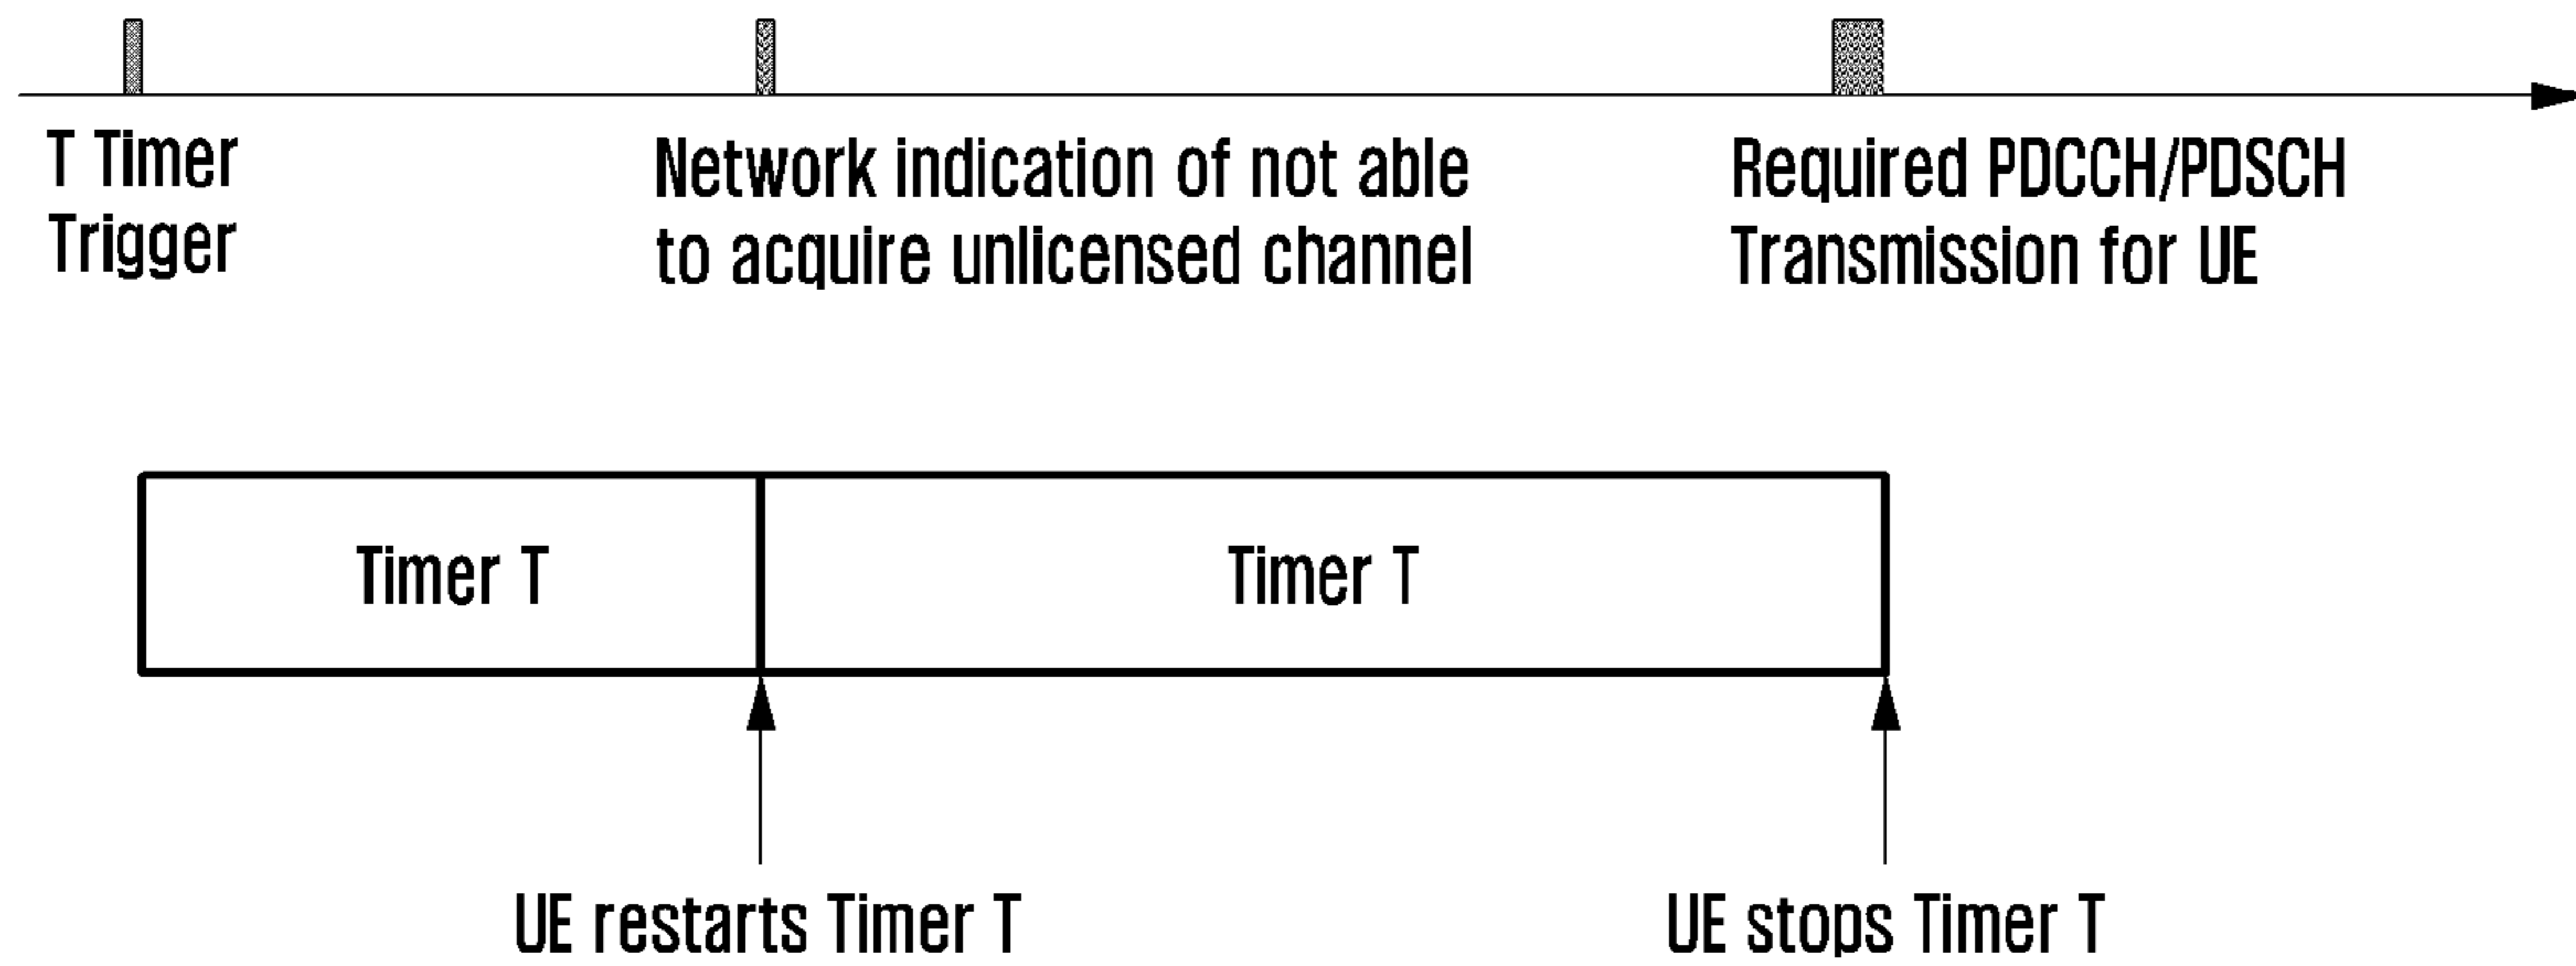 T Timer
Trigger
Network indication of not able
to acquire unlicensed channel
Required PDCCH/PDSCH
Transmission for UE
Timer T
Timer T
UE restarts Timer T
UE stops Timer T